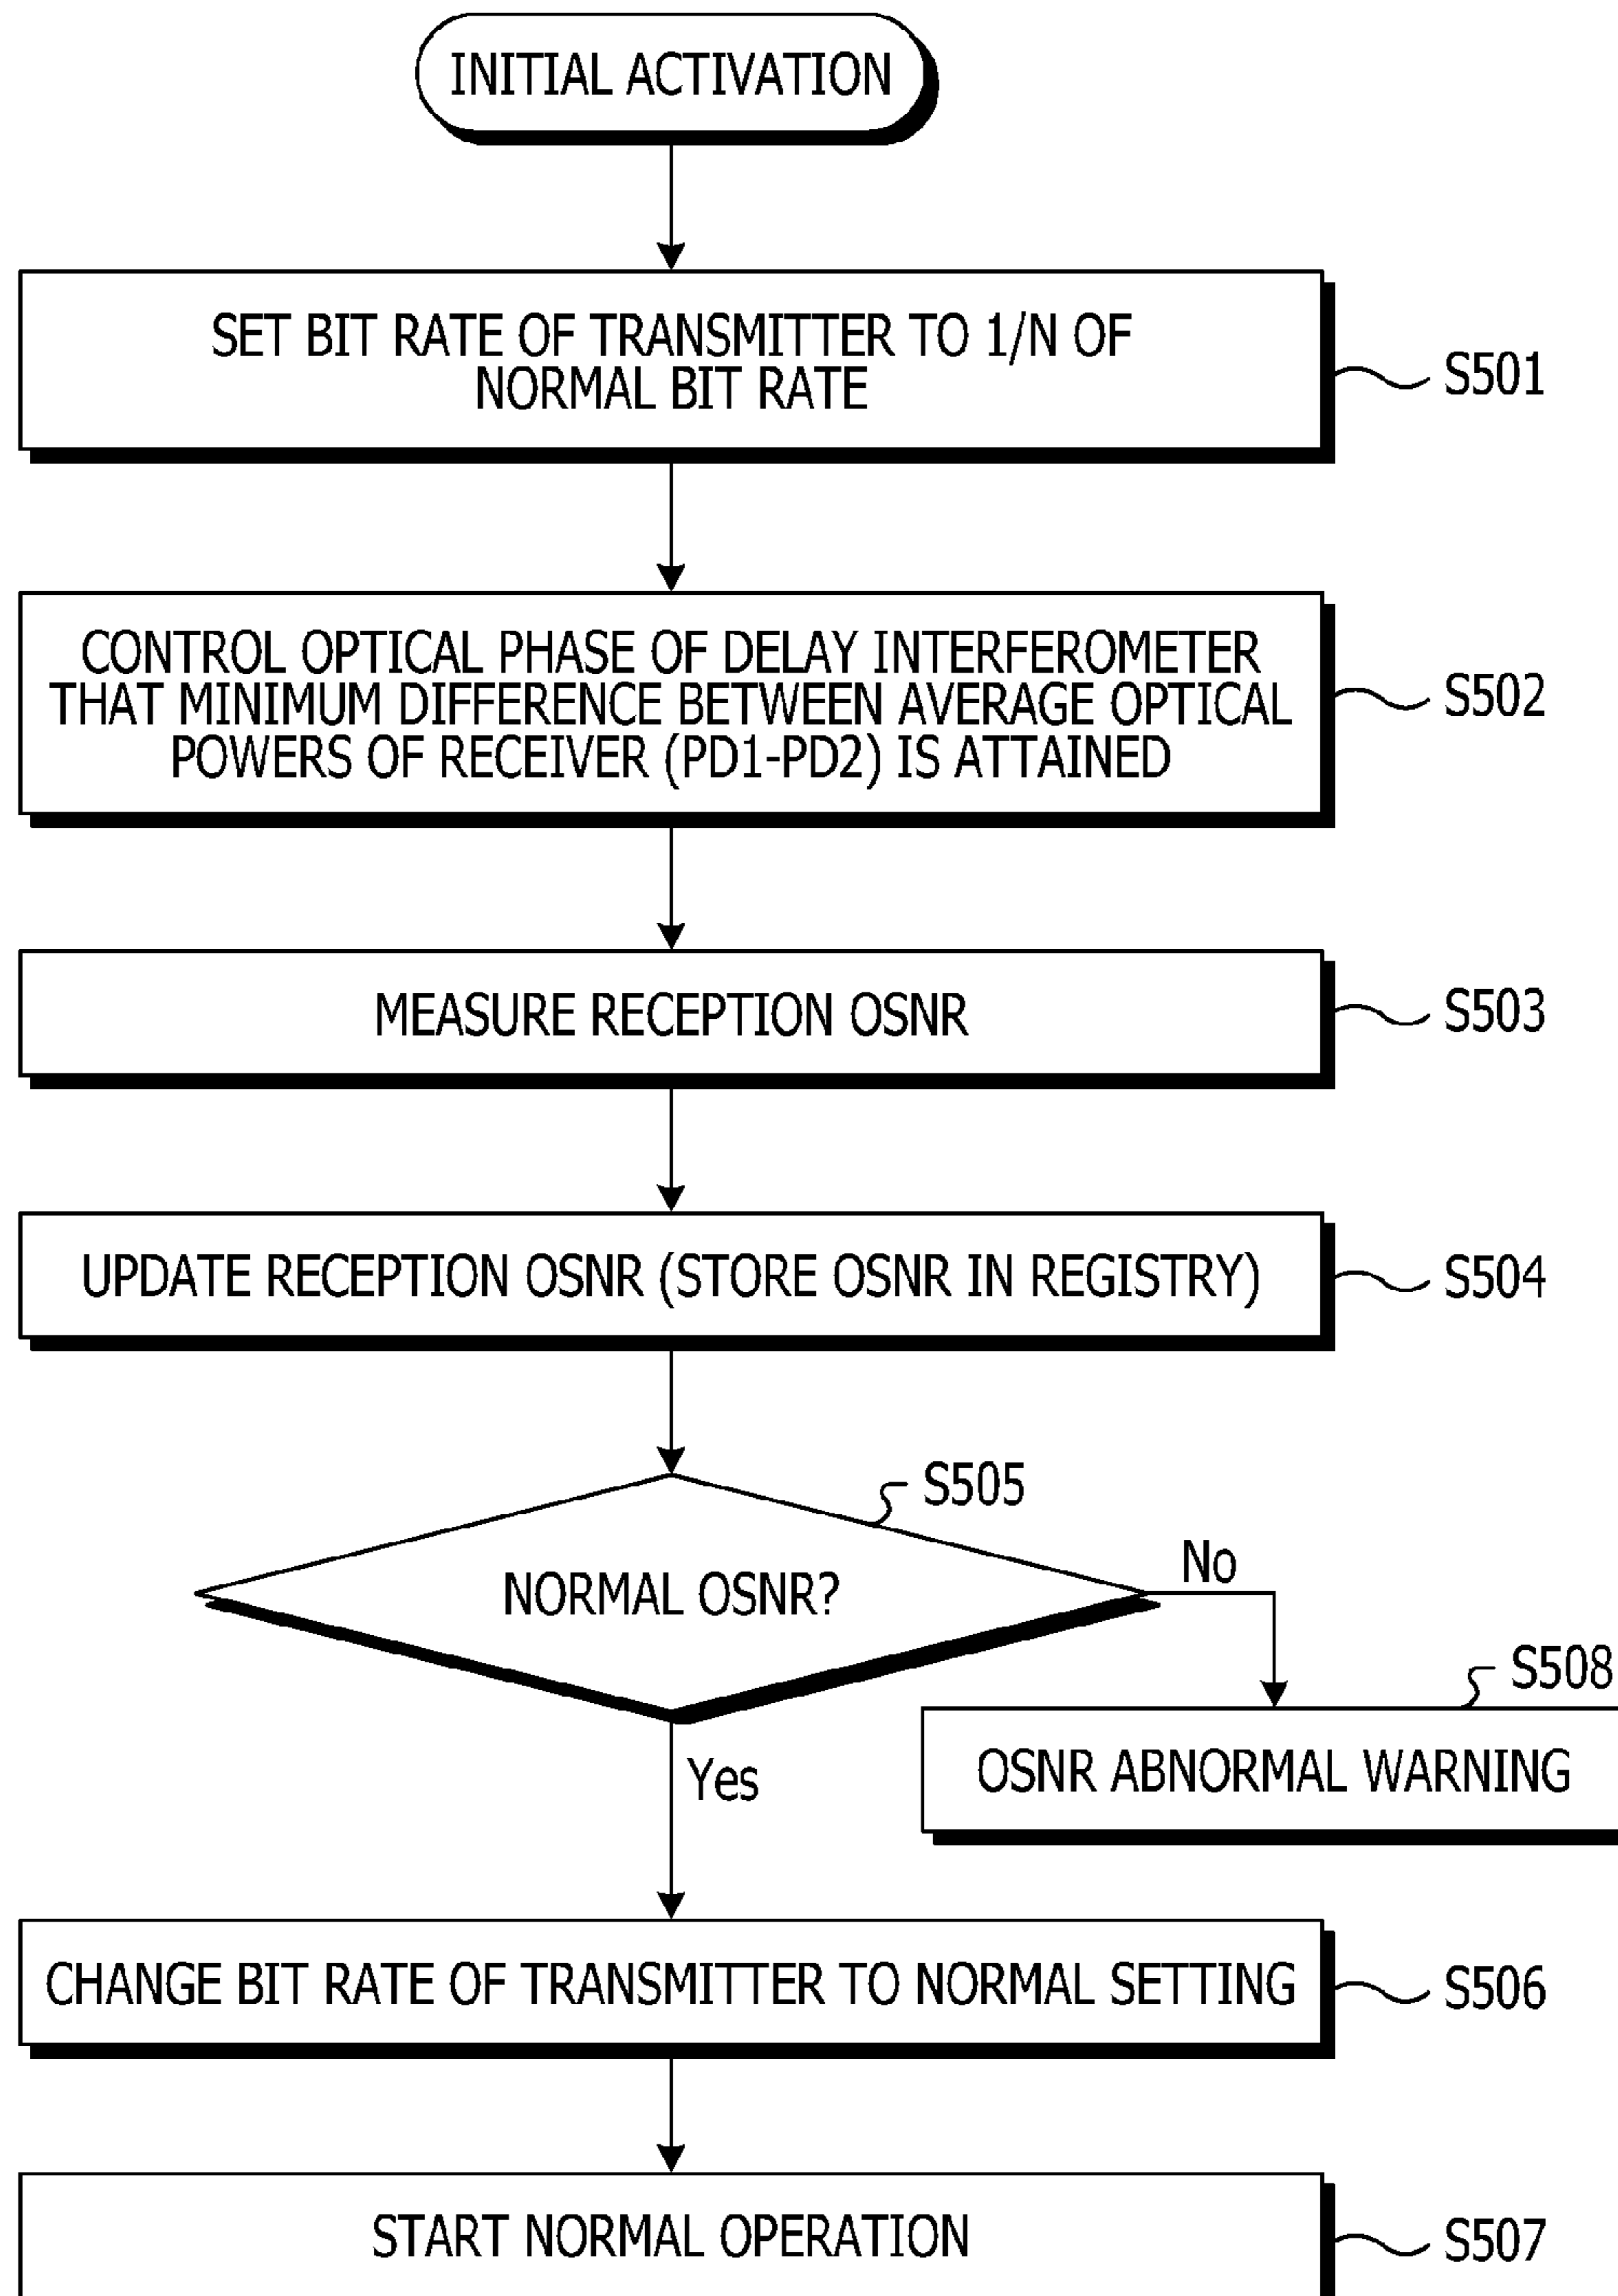 INITIAL ACTIVATION
SET BIT RATE OF TRANSMITTER TO 1/N OF
NORMAL BIT RATE
S501
CONTROL OPTICAL PHASE OF DELAY INTERFEROMETER
THAT MINIMUM DIFFERENCE BETWEEN AVERAGE OPTICAL
POWERS OF RECEIVER (PD1-PD2) IS ATTAINED
S502
MEASURE RECEPTION OSNR
S503
UPDATE RECEPTION OSNR (STORE OSNR IN REGISTRY)
S504
S505
NORMAL OSNR?
No
S508
OSNR ABNORMAL WARNING
Yes
CHANGE BIT RATE OF TRANSMITTER TO NORMAL SETTING
S506
START NORMAL OPERATION
S507